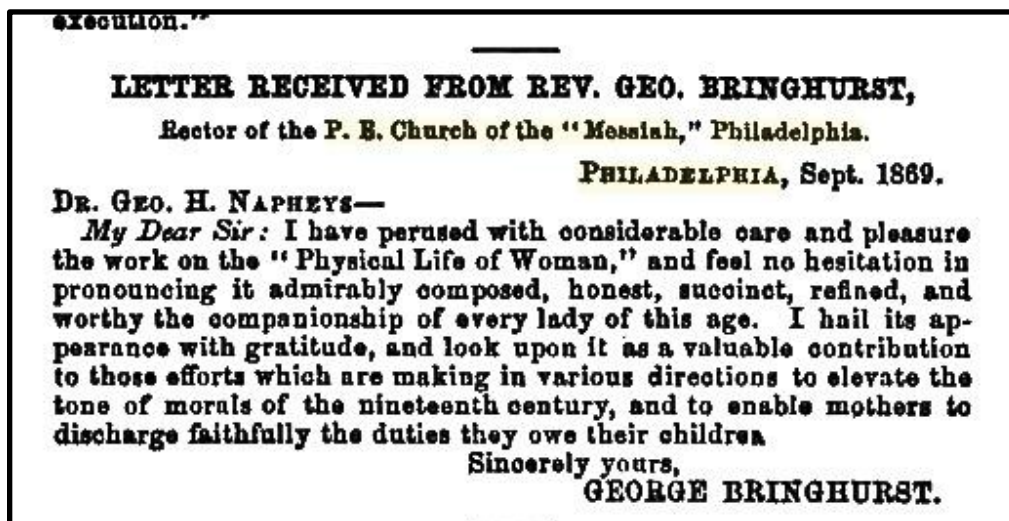 execution."
LETTER RECEIVED FROM REV. GEO. BRINGHURST,
Rector of the P. E. Church of the "Messiah," Philadelphia.
PHILADELPHIA, Sept. 1869.
DR. GEO. H. NAPHEYS—
My Dear Sir: I have perused with considerable care and pleasure
the work on the "Physical Life of Woman," and feel no hesitation in
pronouncing it admirably composed, honest, succinct, refined, and
worthy the companionship of every lady of this age. I hail its ap-
pearance with gratitude, and look upon it as a valuable contribution
to those efforts which are making in various directions to elevate the
tone of morals of the nineteenth century, and to enable mothers to
discharge faithfully the duties they owe their children
Sincerely yours,
GEORGE BRINGHURST.